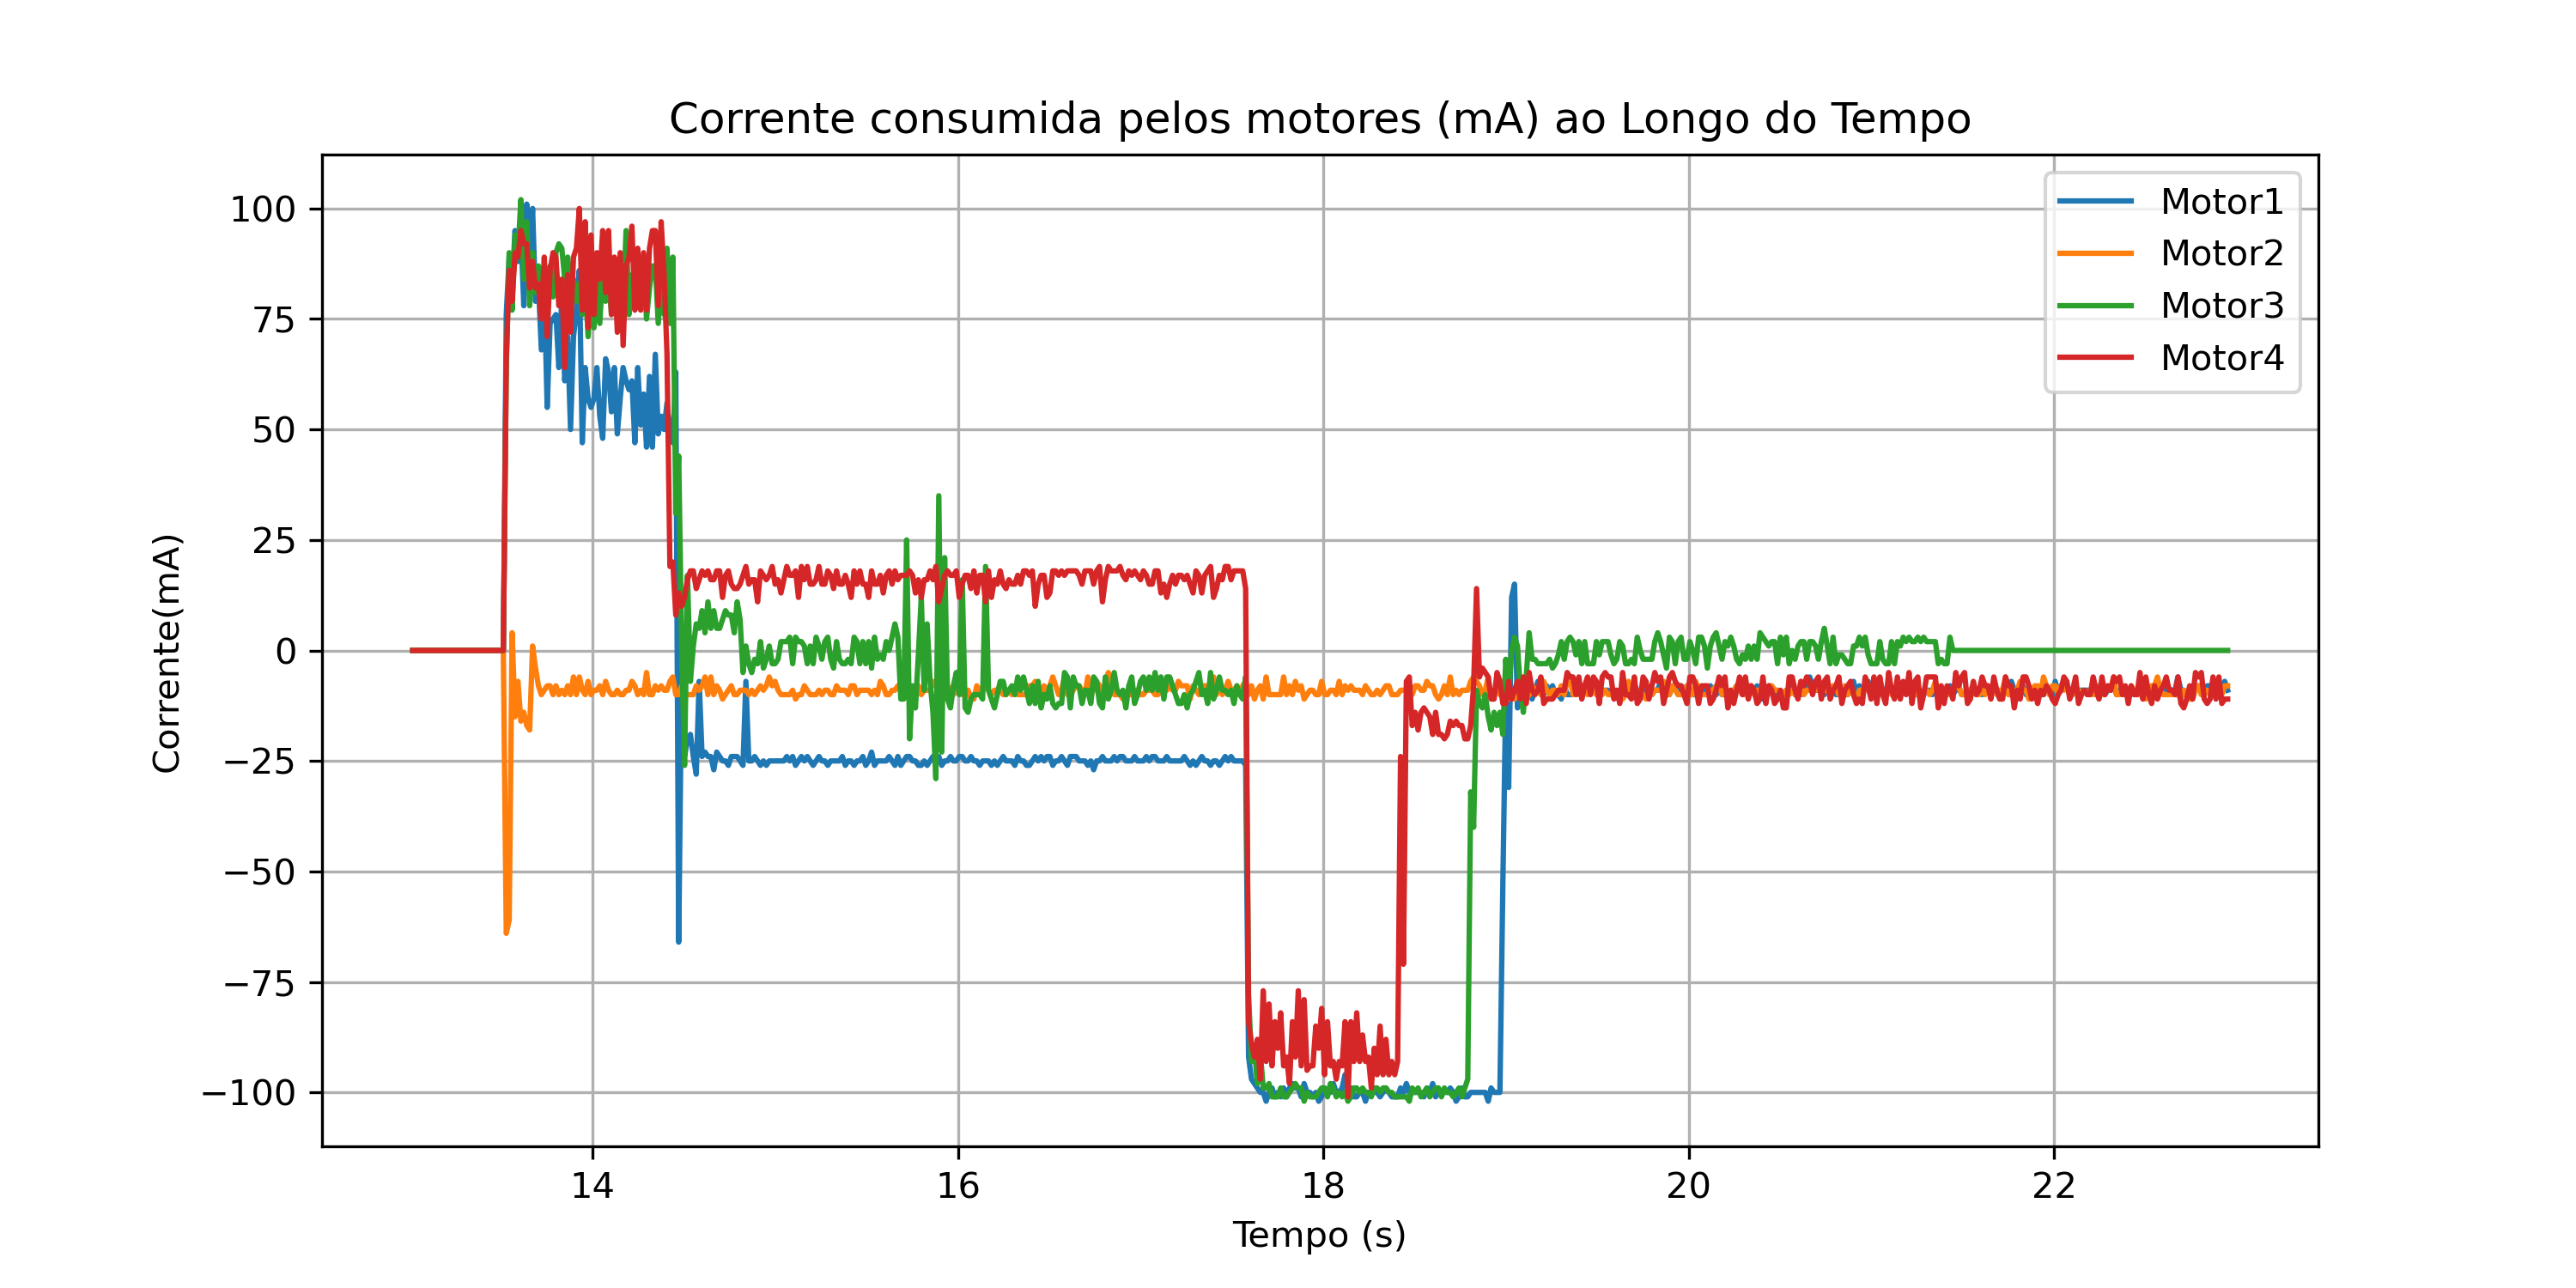 Corrente consumida pelos motores (mA) ao Longo do Tempo
Motor1
Motor2
Motor3
Motor4
Corrente(mA)
100
75
50
25
0
−25
−50
−75
−100
14 16 18 20 22
Tempo (s)